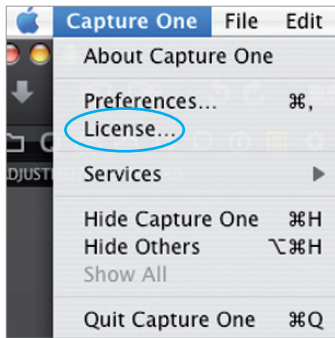 Capture One File Edit
About Capture One
Preferences... ⌘,
License...
Services
Hide Capture One ⌘H
Hide Others ⌥⌘H
Show All
Quit Capture One ⌘Q